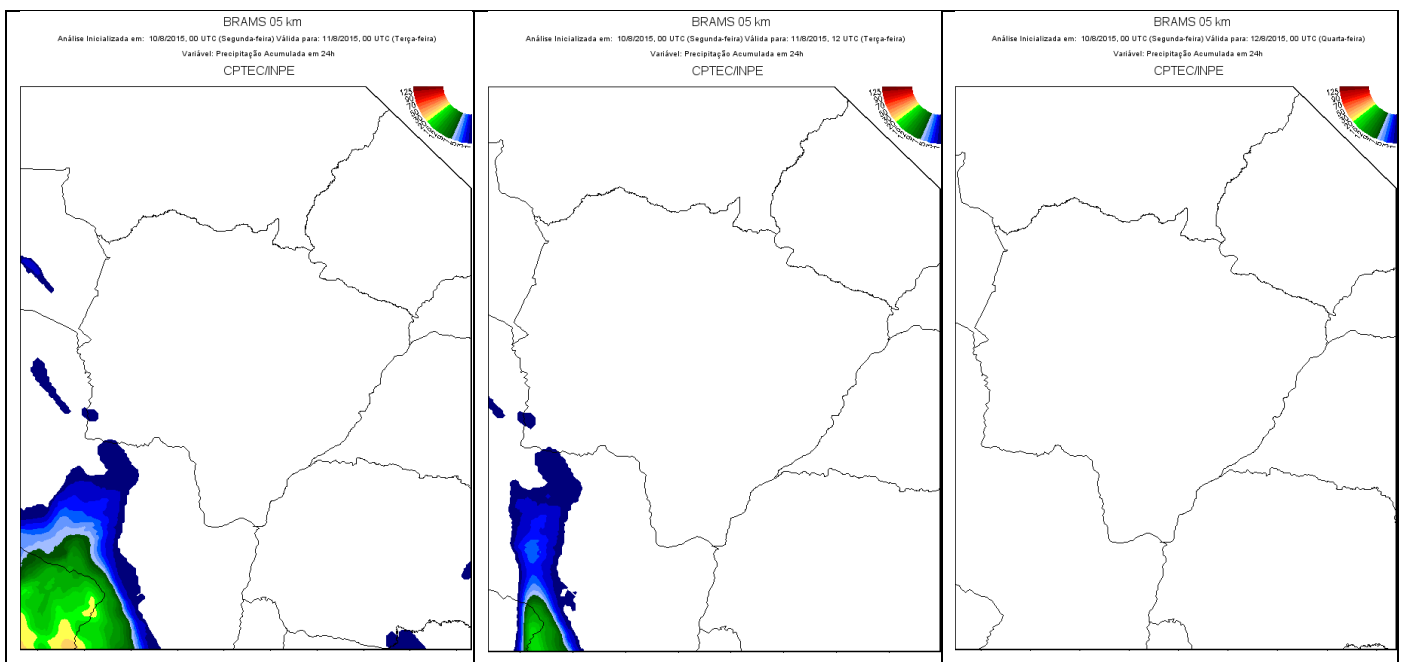 BRAMS 05 km
Análise Inicializada em: 10/8/2015, 00 UTC (Segunda-feira) Válida para: 11/8/2015, 00 UTC (Terça-feira)
Variável: Precipitação Acumulada em 24h
CPTEC/INPE
125
BRAMS 05 km
Análise Inicializada em: 10/8/2015, 00 UTC (Segunda-feira) Válida para: 11/8/2015, 12 UTC (Terça-feira)
Variável: Precipitação Acumulada em 24h
CPTEC/INPE
125
BRAMS 05 km
Análise Inicializada em: 10/8/2015, 00 UTC (Segunda-feira) Válida para: 12/8/2015, 00 UTC (Quarta-feira)
Variável: Precipitação Acumulada em 24h
CPTEC/INPE
125